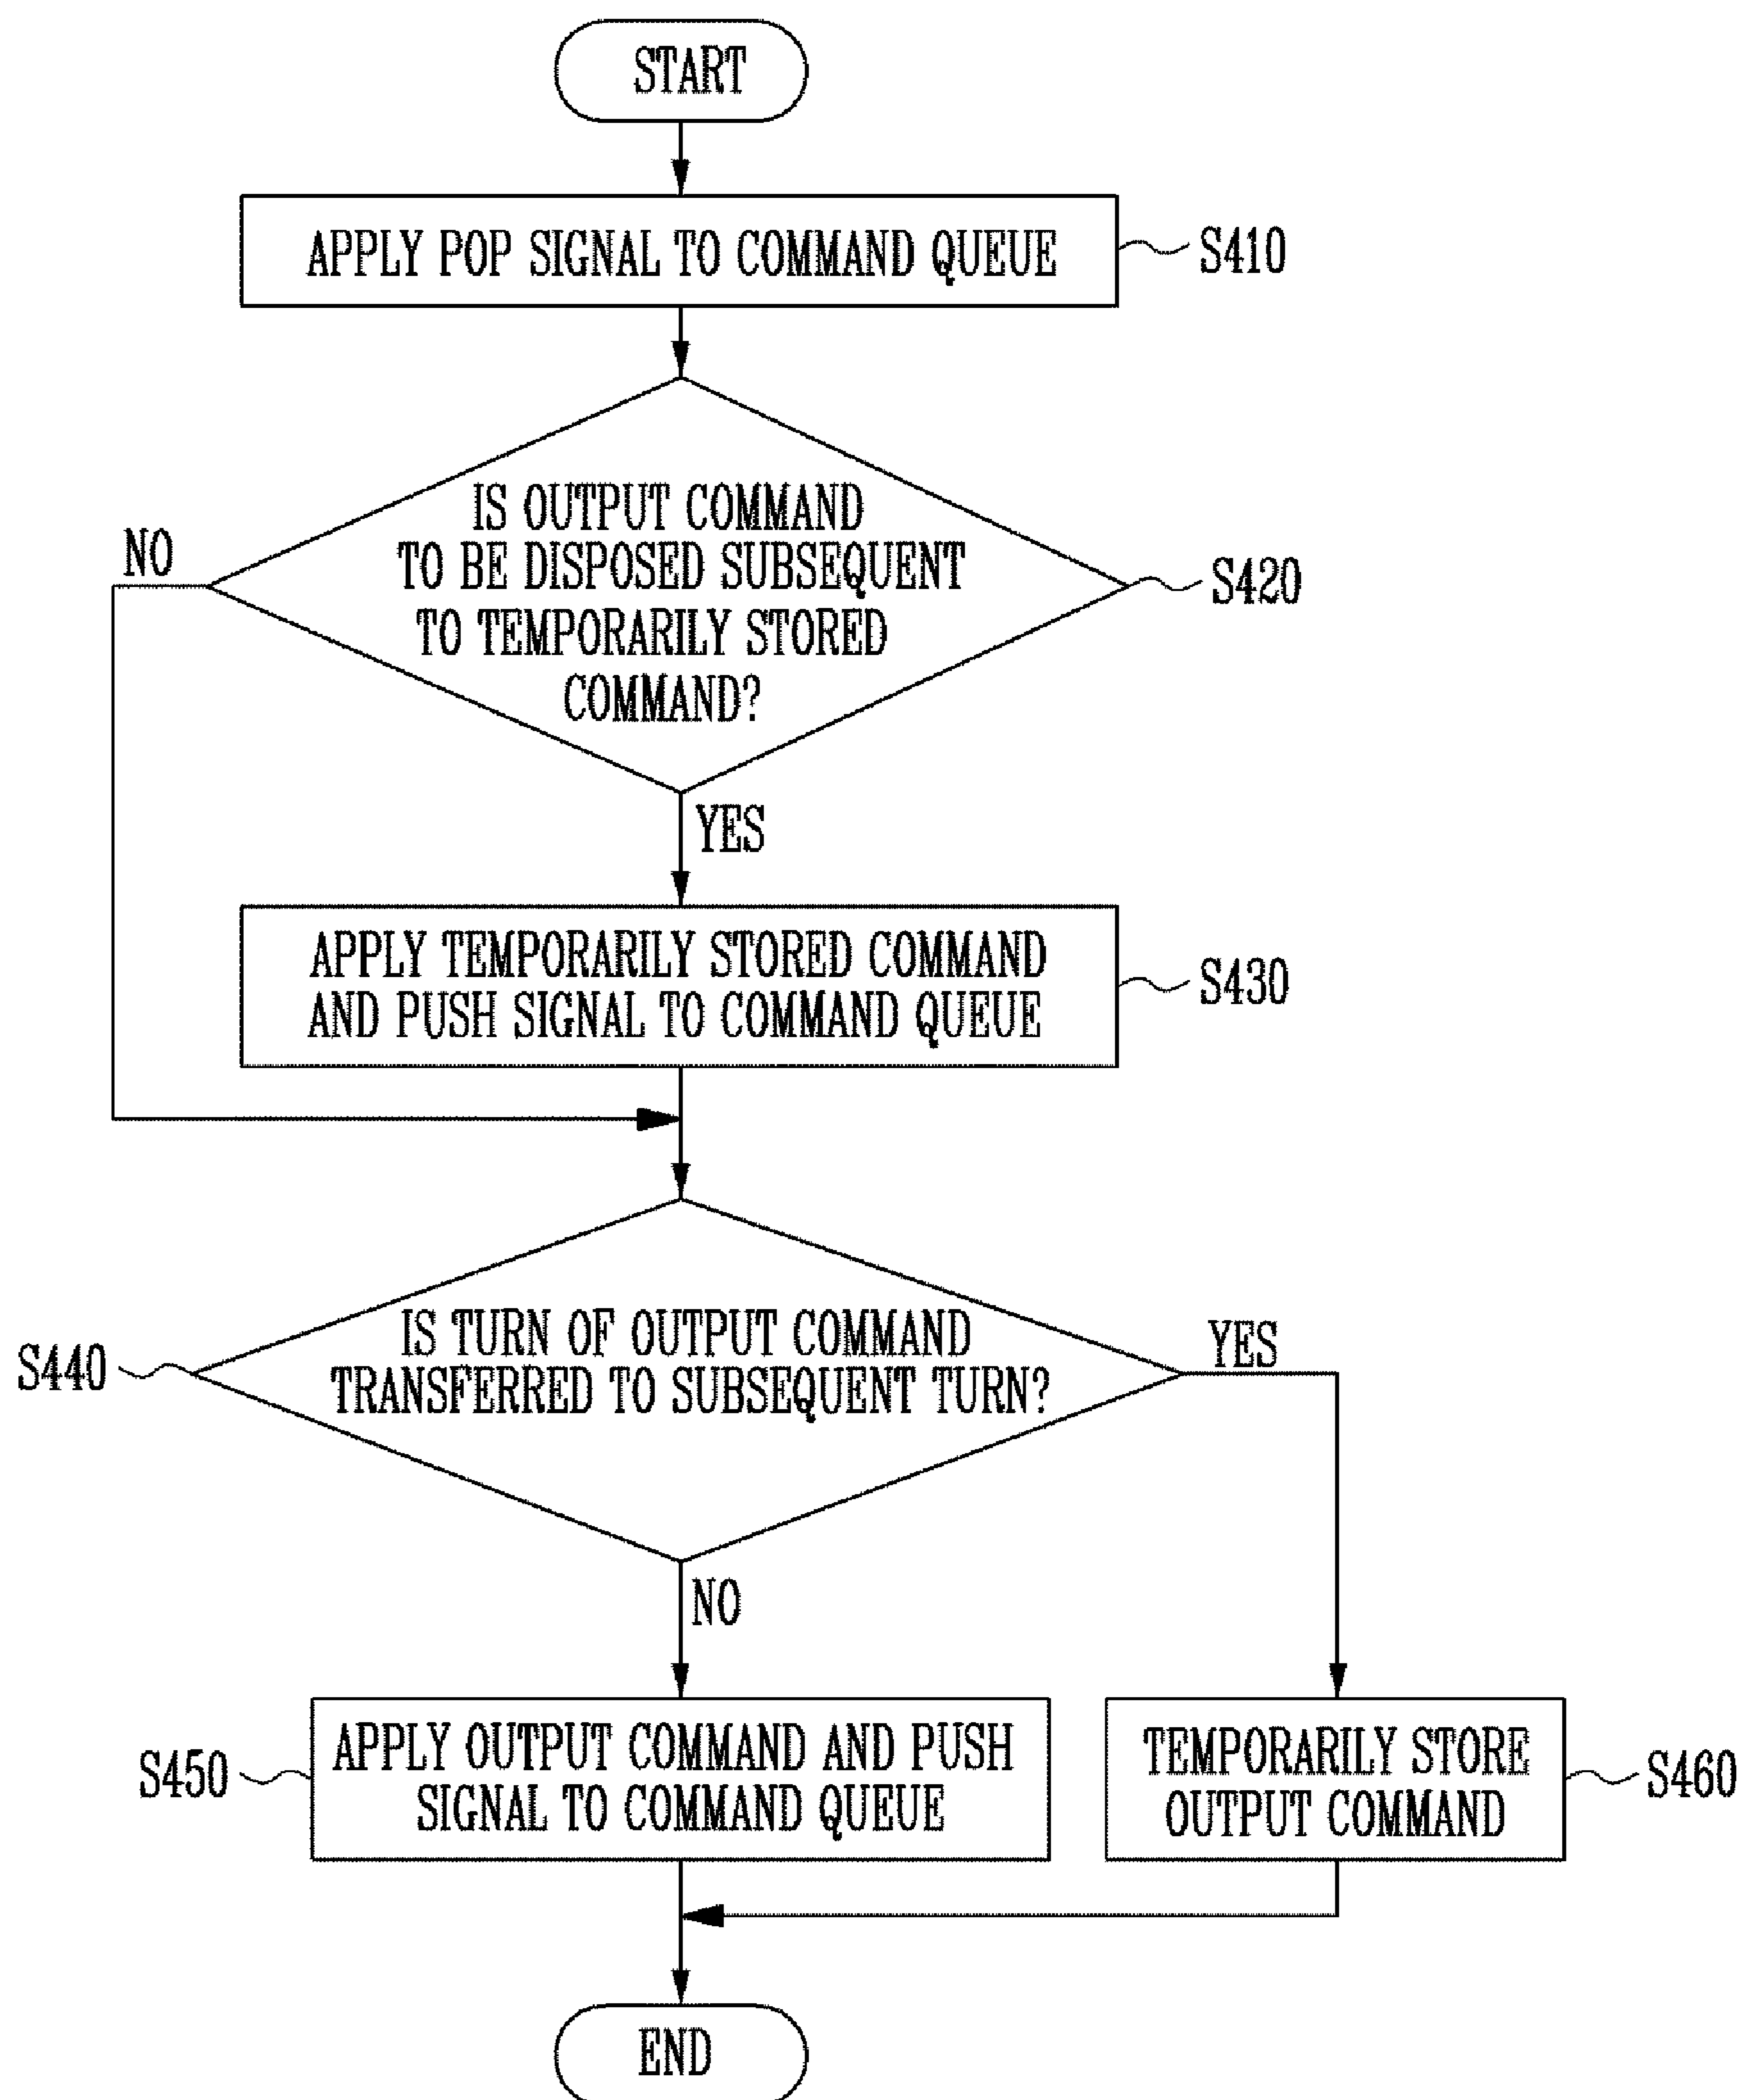 START
APPLY POP SIGNAL TO COMMAND QUEUE
S410
IS OUTPUT COMMAND
TO BE DISPOSED SUBSEQUENT
TO TEMPORARILY STORED
COMMAND?
NO
S420
YES
APPLY TEMPORARILY STORED COMMAND
AND PUSH SIGNAL TO COMMAND QUEUE
S430
IS TURN OF OUTPUT COMMAND
TRANSFERRED TO SUBSEQUENT TURN?
S440
YES
NO
APPLY OUTPUT COMMAND AND PUSH
SIGNAL TO COMMAND QUEUE
S450
TEMPORARILY STORE
OUTPUT COMMAND
S460
END